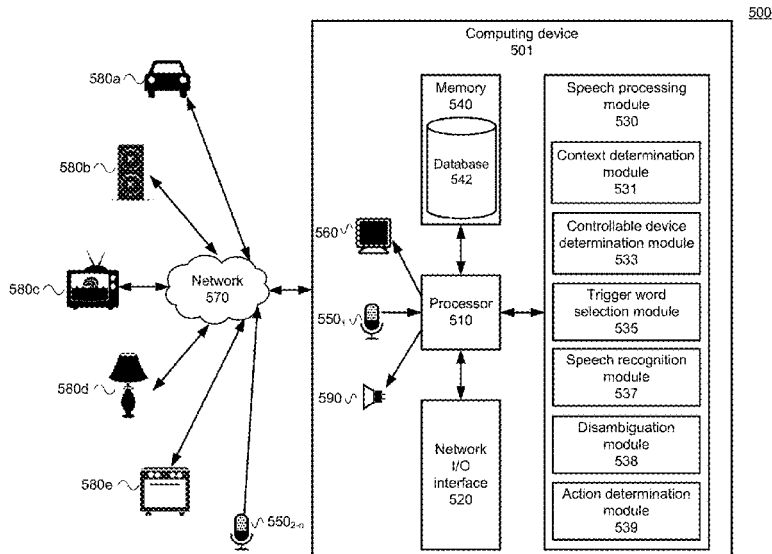 500
Computing device
501
580a
580b
580c
580d
580e
Network
570
550₂₋ₙ
560
550₁
590
Memory
540
Database
542
Processor
510
Network
I/O
interface
520
Speech processing
module
530
Context determination
module
531
Controllable device
determination module
533
Trigger word
selection module
535
Speech recognition
module
537
Disambiguation
module
538
Action determination
module
539